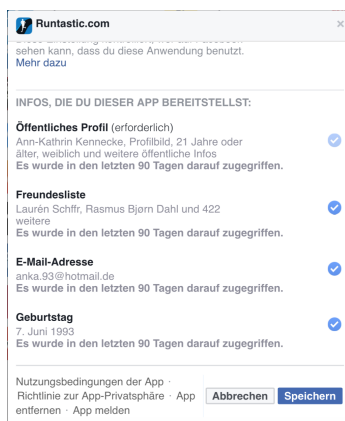 Runtastic.com
sehen kann, dass du diese Anwendung benutzt.
Mehr dazu
INFOS, DIE DU DIESER APP BEREITSTELLST:
Öffentliches Profil (erforderlich)
Ann-Kathrin Kennecke, Profilbild, 21 Jahre oder
älter, weiblich und weitere öffentliche Infos
Es wurde in den letzten 90 Tagen darauf zugegriffen.
Freundesliste
Laurén Schffr, Rasmus Bjørn Dahl und 422
weitere
Es wurde in den letzten 90 Tagen darauf zugegriffen.
E-Mail-Adresse
anka.93@hotmail.de
Es wurde in den letzten 90 Tagen darauf zugegriffen.
Geburtstag
7. Juni 1993
Es wurde in den letzten 90 Tagen darauf zugegriffen.
Nutzungsbedingungen der App ·
Richtlinie zur App-Privatsphäre · App
entfernen · App melden
Abbrechen
Speichern